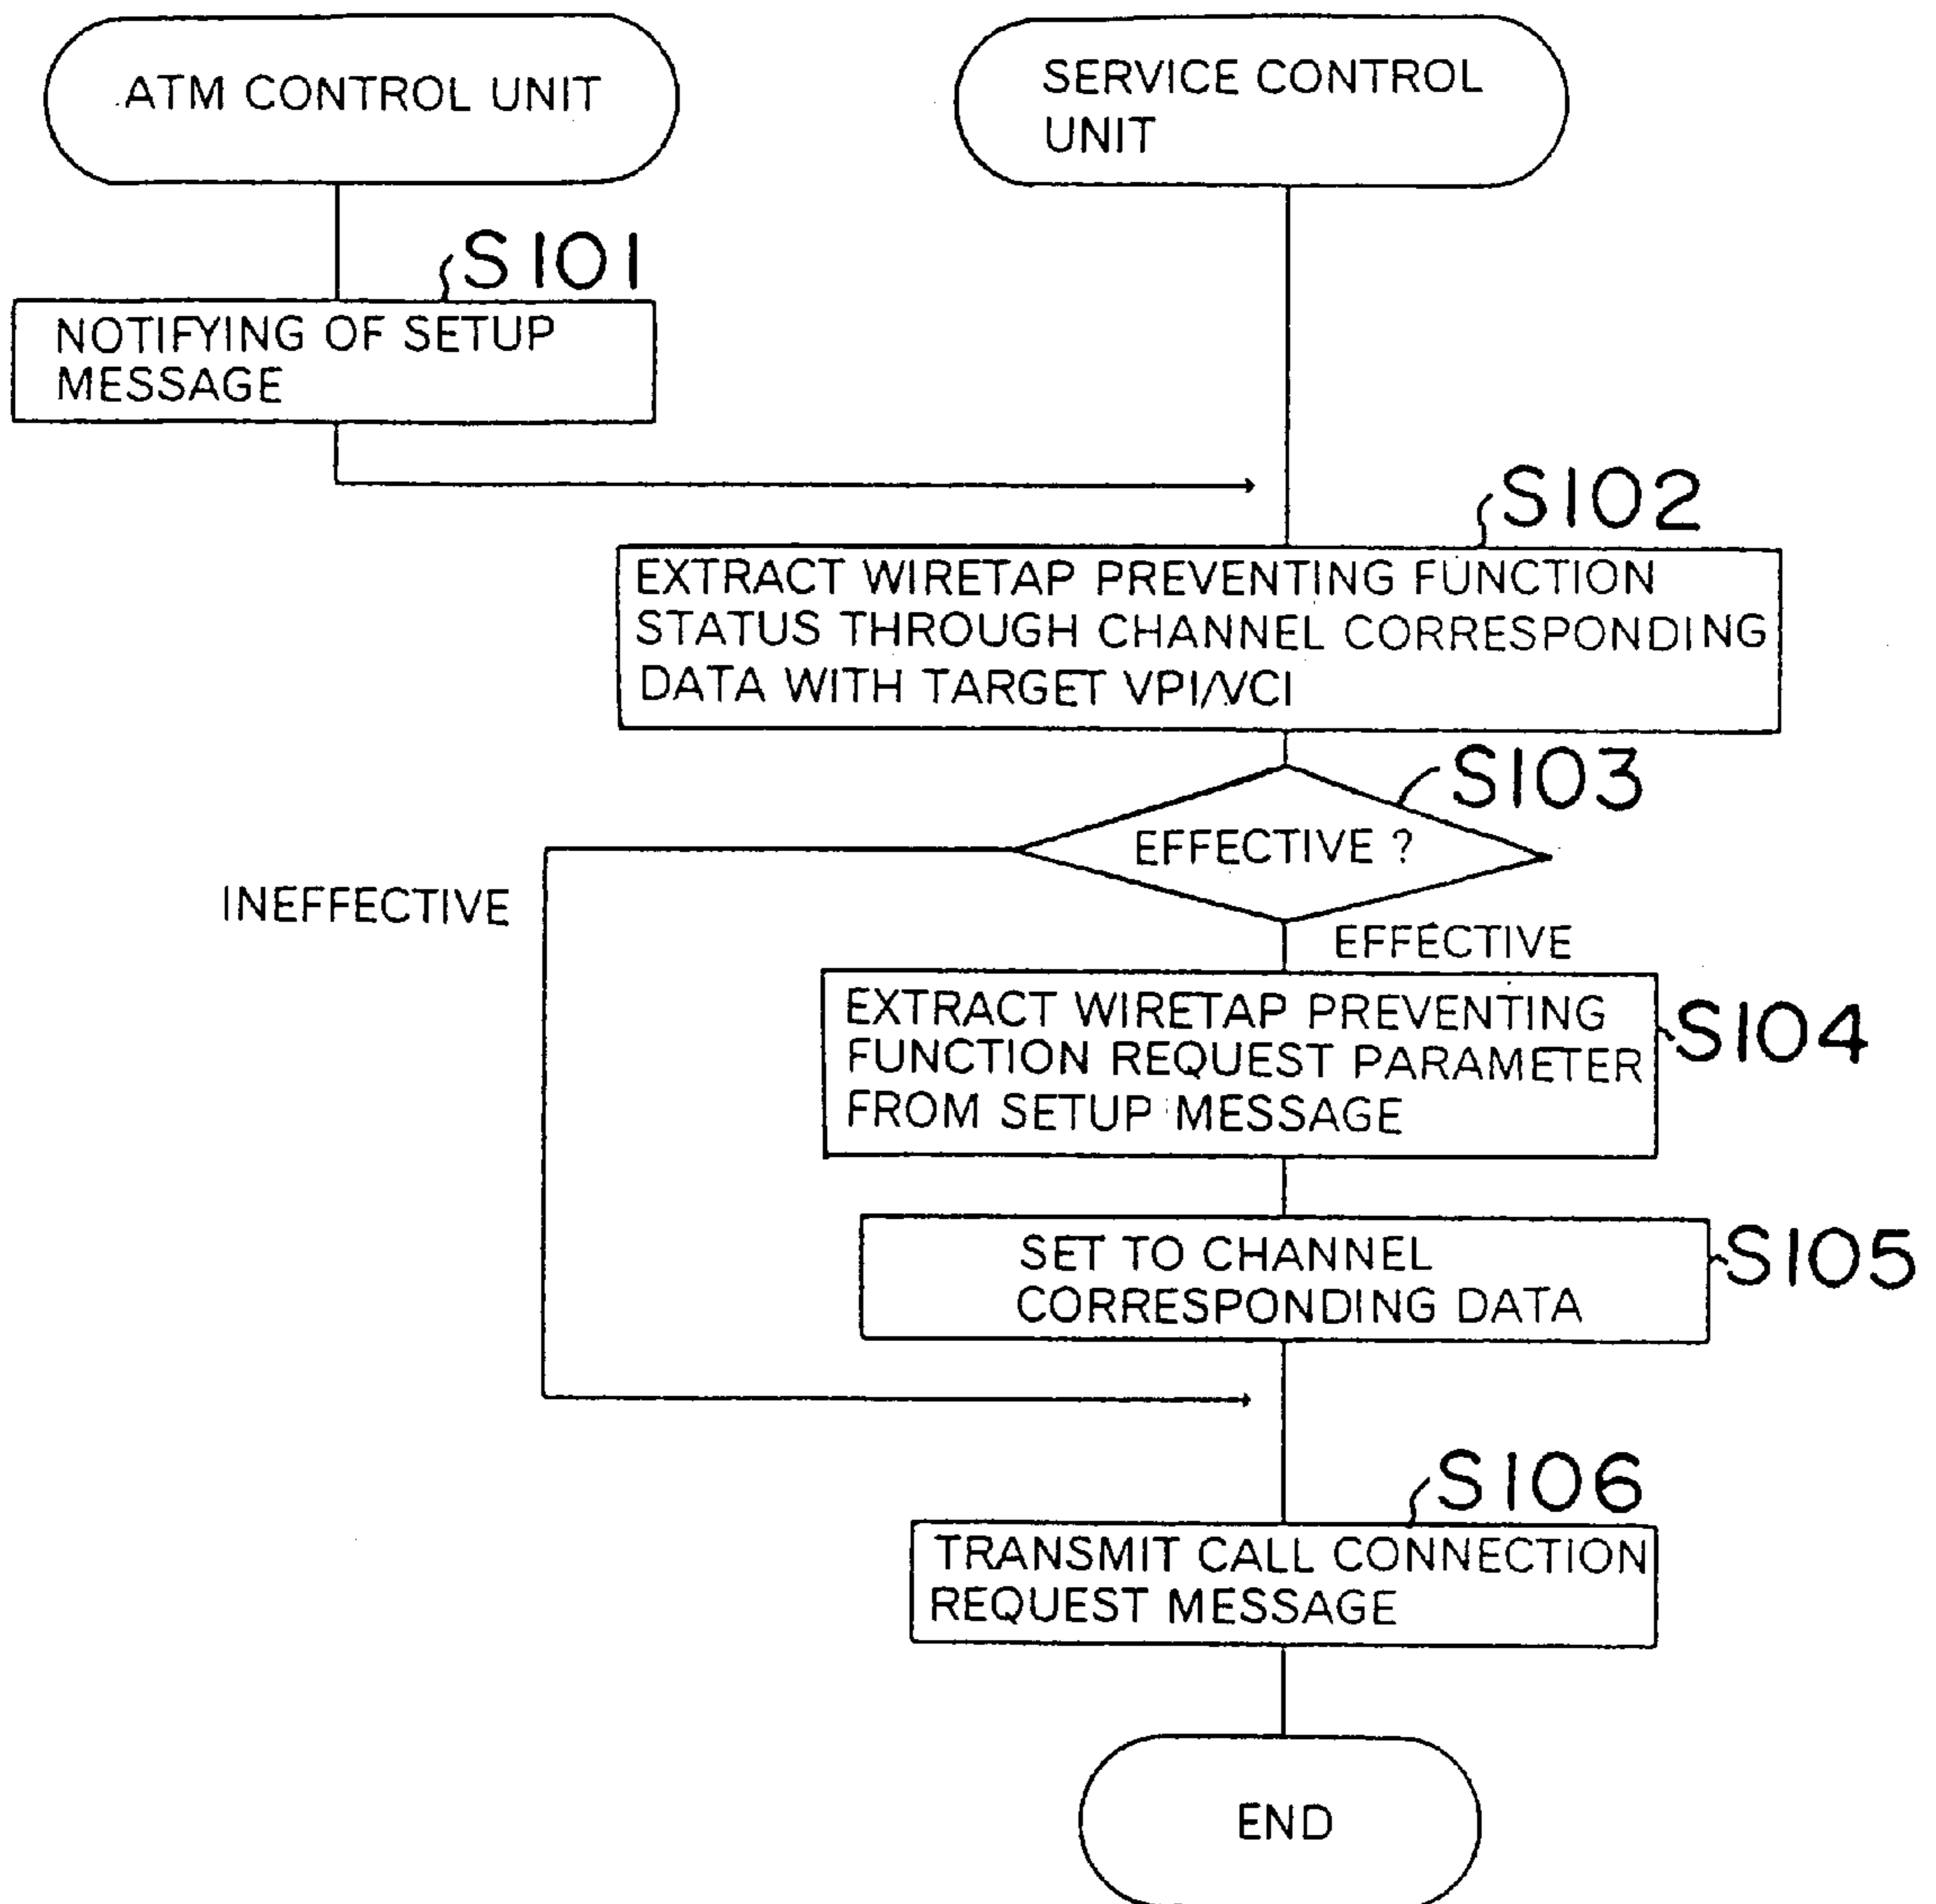 ATM CONTROL UNIT
SERVICE CONTROL
UNIT
S101
NOTIFYING OF SETUP
MESSAGE
S102
EXTRACT WIRETAP PREVENTING FUNCTION
STATUS THROUGH CHANNEL CORRESPONDING
DATA WITH TARGET VPI/VCI
S103
EFFECTIVE ?
INEFFECTIVE
EFFECTIVE
EXTRACT WIRETAP PREVENTING
FUNCTION REQUEST PARAMETER
FROM SETUP MESSAGE
S104
SET TO CHANNEL
CORRESPONDING DATA
S105
S106
TRANSMIT CALL CONNECTION
REQUEST MESSAGE
END